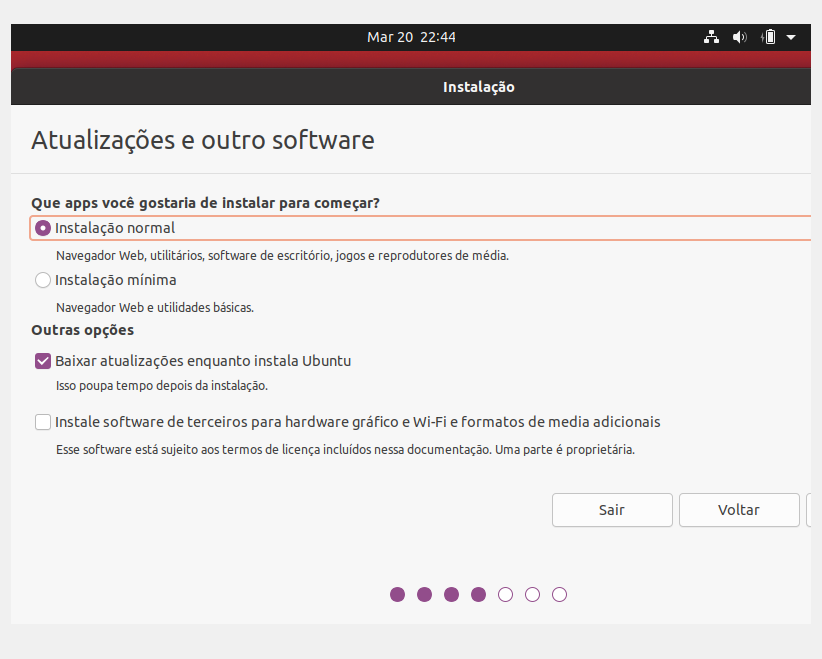 Mar 20 22:44
Instalação
Atualizações e outro software
Que apps você gostaria de instalar para começar?
Instalação normal
Navegador Web, utilitários, software de escritório, jogos e reprodutores de média.
Instalação mínima
Navegador Web e utilidades básicas.
Outras opções
Baixar atualizações enquanto instala Ubuntu
Isso poupa tempo depois da instalação.
Instale software de terceiros para hardware gráfico e Wi-Fi e formatos de media adicionais
Esse software está sujeito aos termos de licença incluídos nessa documentação. Uma parte é proprietária.
Sair
Voltar